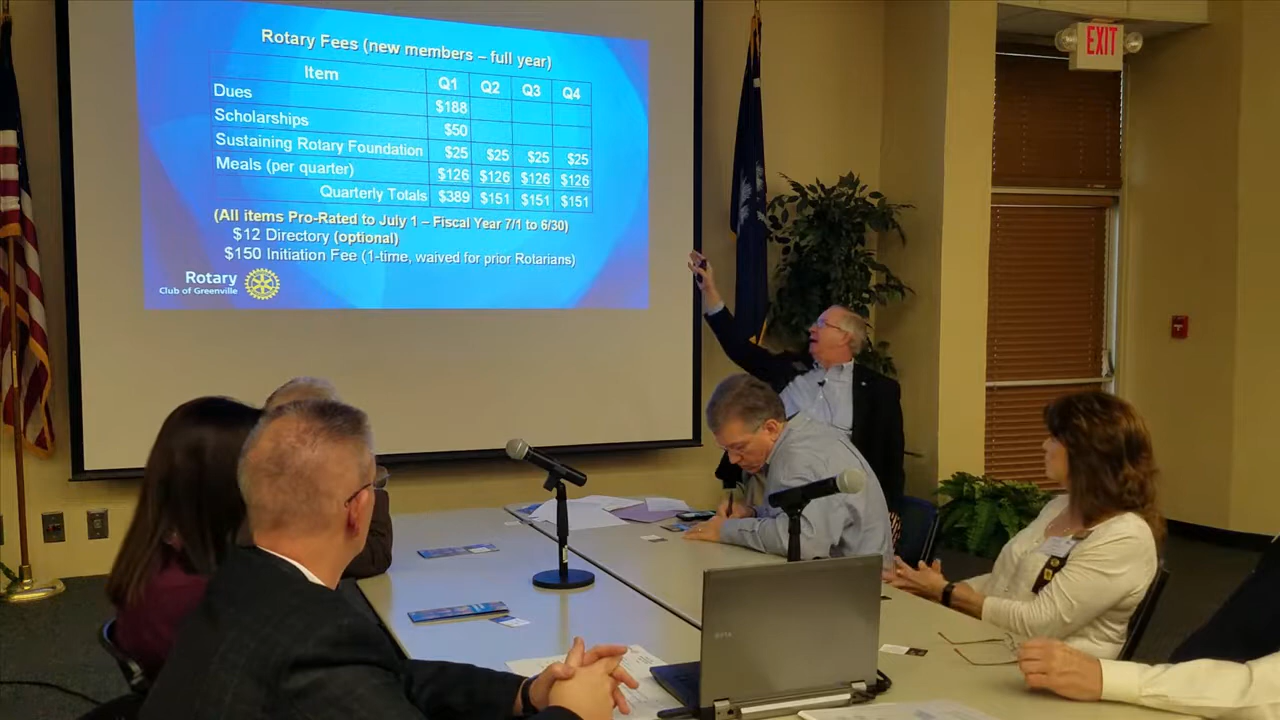 Rotary Fees (new members – full year)
Item Q1 Q2 Q3 Q4
Dues $188
Scholarships $50
Sustaining Rotary Foundation $25 $25 $25 $25
Meals (per quarter) $126 $126 $126 $126
Quarterly Totals $389 $151 $151 $151
(All items Pro-Rated to July 1 – Fiscal Year 7/1 to 6/30)
$12 Directory (optional)
$150 Initiation Fee (1-time, waived for prior Rotarians)
Rotary
Club of Greenville
EXIT